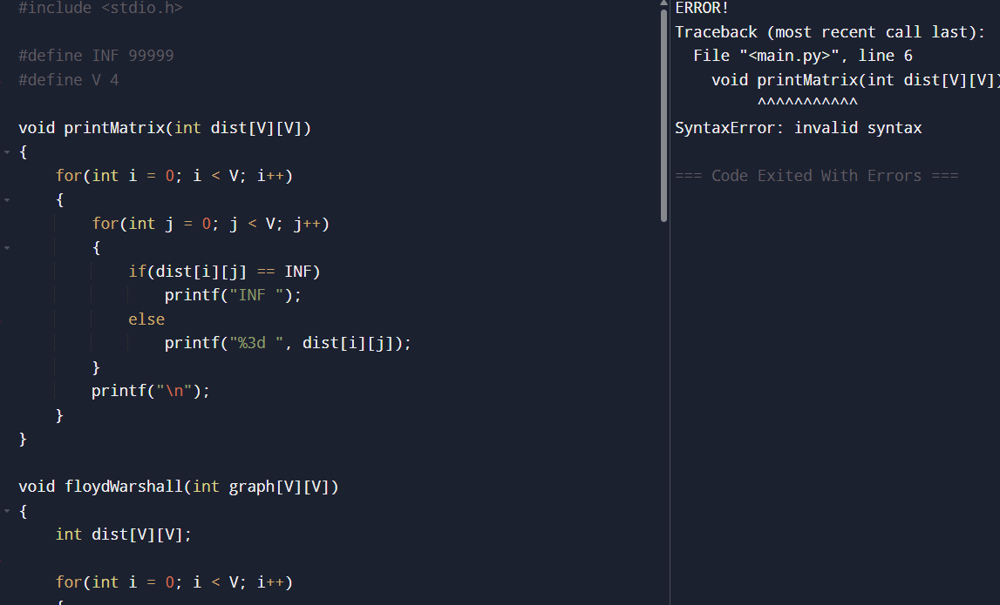 #include <stdio.h>
#define INF 99999
#define V 4
void printMatrix(int dist[V][V])
{
    for(int i = 0; i < V; i++)
    {
        for(int j = 0; j < V; j++)
        {
            if(dist[i][j] == INF)
                printf("INF ");
            else
                printf("%3d ", dist[i][j]);
        }
        printf("\n");
    }
}
void floydWarshall(int graph[V][V])
{
    int dist[V][V];
    for(int i = 0; i < V; i++)
    {
ERROR!
Traceback (most recent call last):
  File "<main.py>", line 6
    void printMatrix(int dist[V][V])
         ^^^^^^^^^^^
SyntaxError: invalid syntax
=== Code Exited With Errors ===